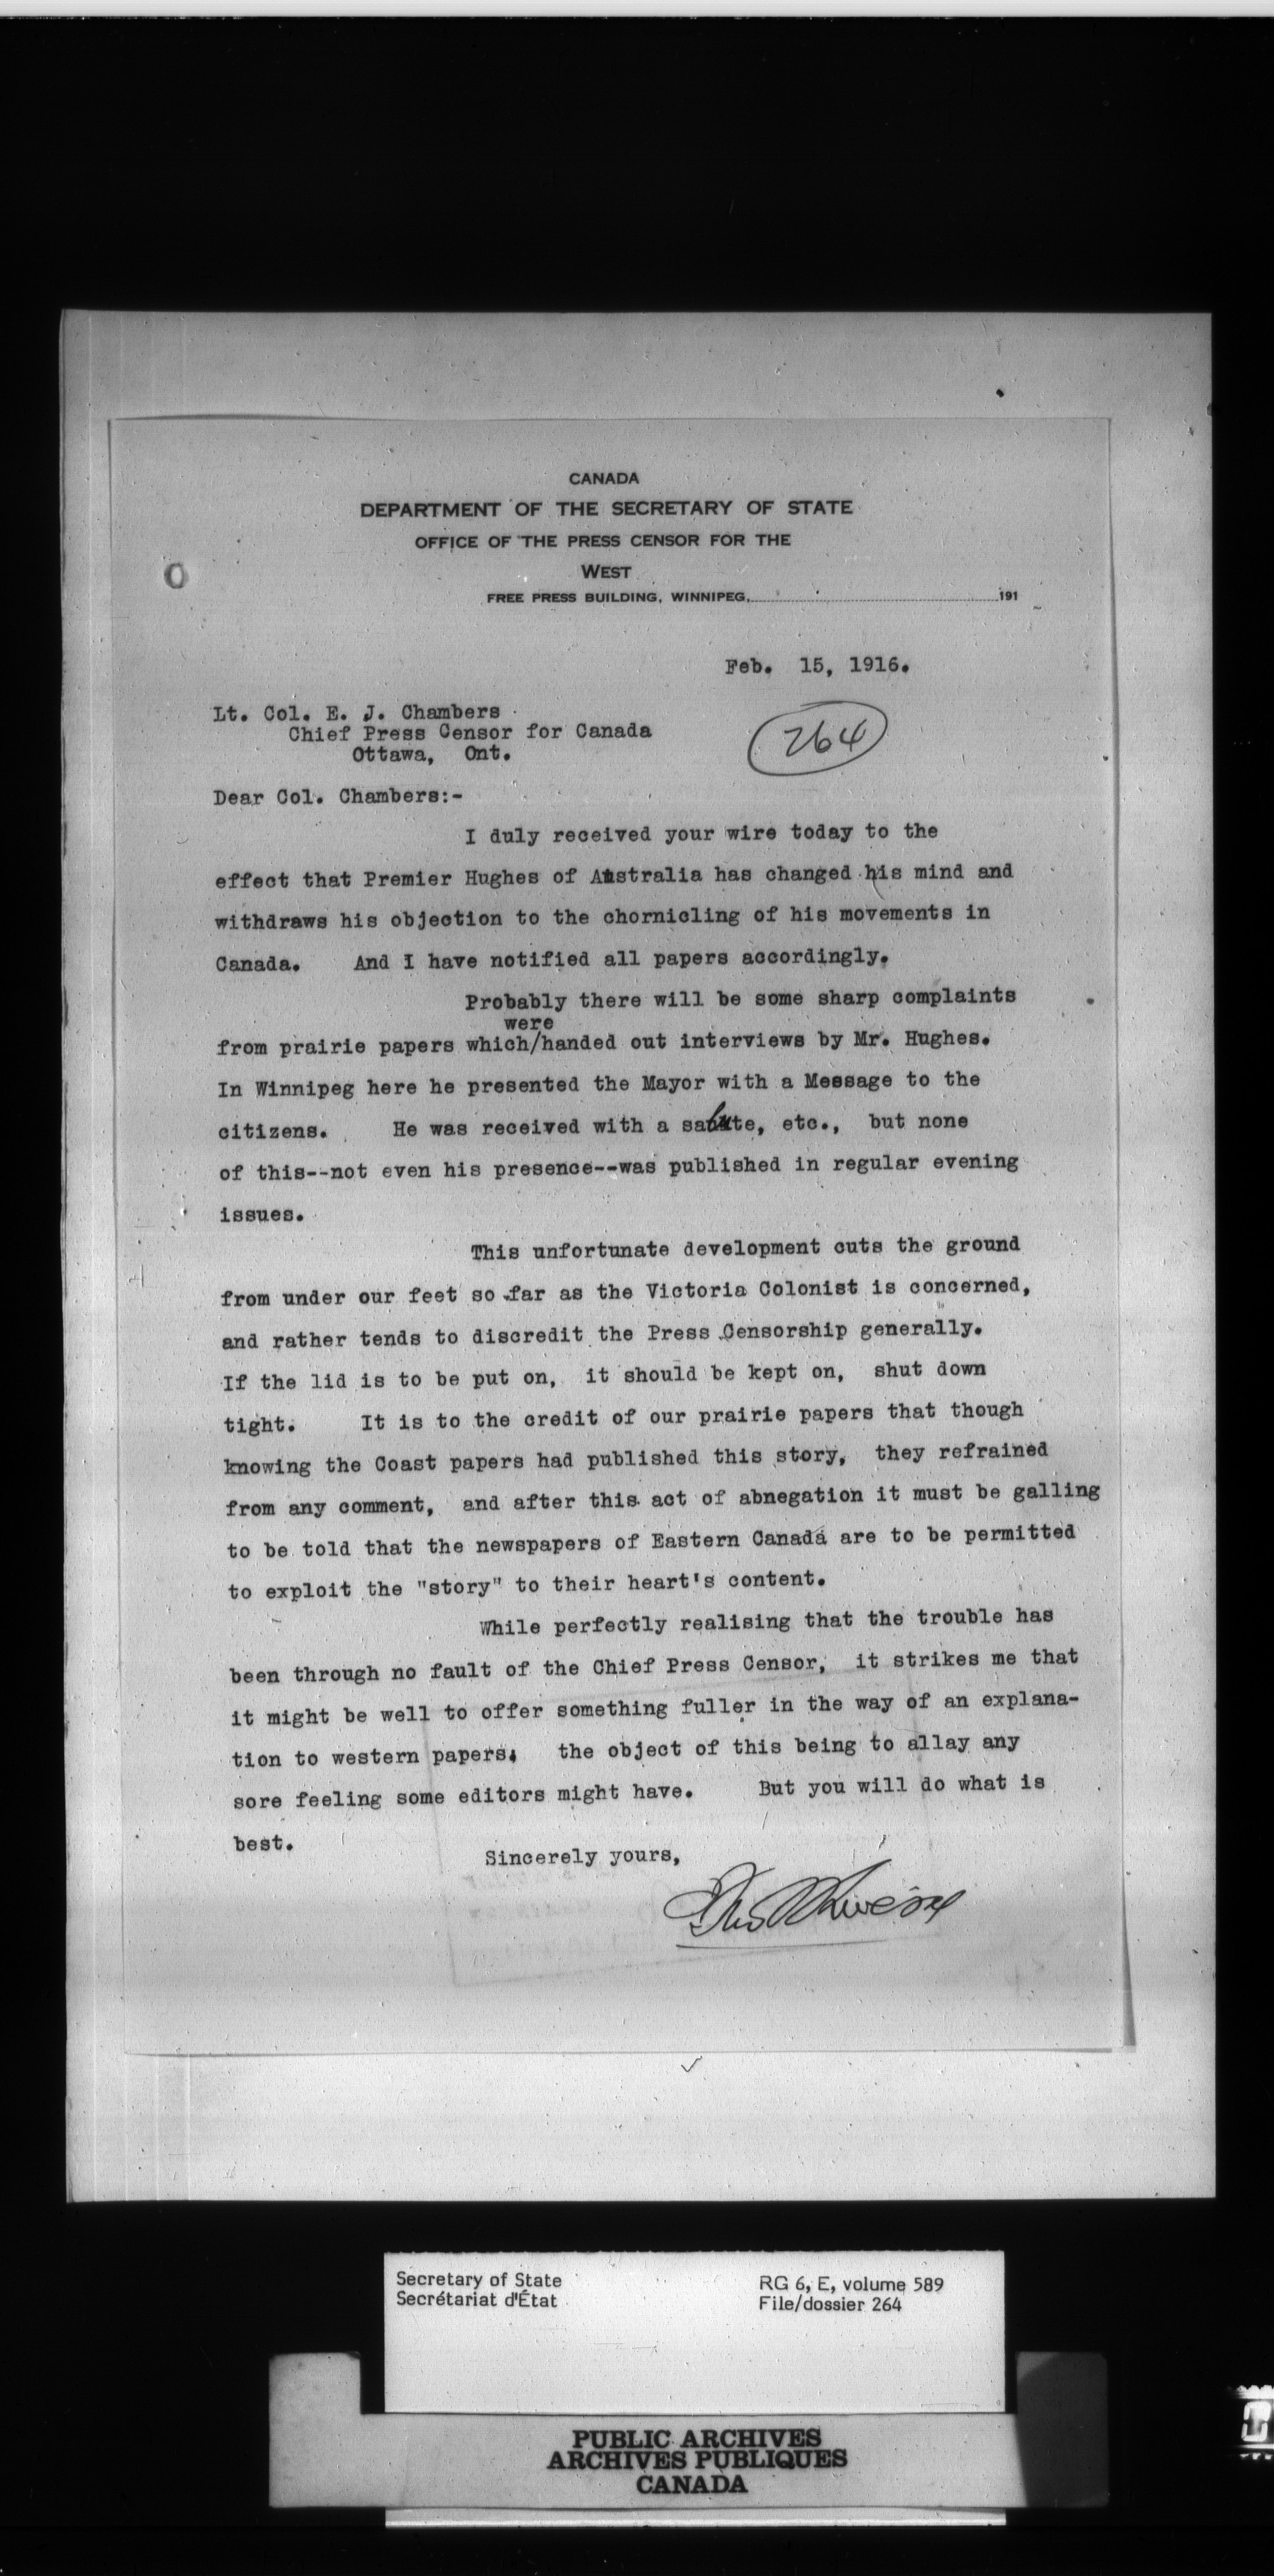 CANADA
DEPARTMENT OF THE SECRETARY OF STATE
OFFICE OF THE PRESS CENSOR FOR THE
WEST
FREE PRESS BUILDING, WINNIPEG, 191
Feb. 15, 1916.
Lt. Col. E. J. Chambers
Chief Press Censor for Canada
Ottawa, Ont.
264
Dear Col. Chambers:-
I duly received your wire today to the
effect that Premier Hughes of Australia has changed his mind and
withdraws his objection to the chornicling of his movements in
Canada. And I have notified all papers accordingly.
Probably there will be some sharp complaints
were
from prairie papers which/handed out interviews by Mr. Hughes.
In Winnipeg here he presented the Mayor with a Message to the
citizens. He was received with a salute, etc., but none
of this--not even his presence--was published in regular evening
issues.
This unfortunate development cuts the ground
from under our feet so far as the Victoria Colonist is concerned,
and rather tends to discredit the Press Censorship generally.
If the lid is to be put on, it should be kept on, shut down
tight. It is to the credit of our prairie papers that though
knowing the Coast papers had published this story, they refrained
from any comment, and after this act of abnegation it must be galling
to be told that the newspapers of Eastern Canada are to be permitted
to exploit the "story" to their heart's content.
While perfectly realising that the trouble has
been through no fault of the Chief Press Censor, it strikes me that
it might be well to offer something fuller in the way of an explana-
tion to western papers; the object of this being to allay any
sore feeling some editors might have. But you will do what is
best.
Sincerely yours,
Secretary of State
Secrétariat d'État
RG 6, E, volume 589
File/dossier 264
PUBLIC ARCHIVES
ARCHIVES PUBLIQUES
CANADA